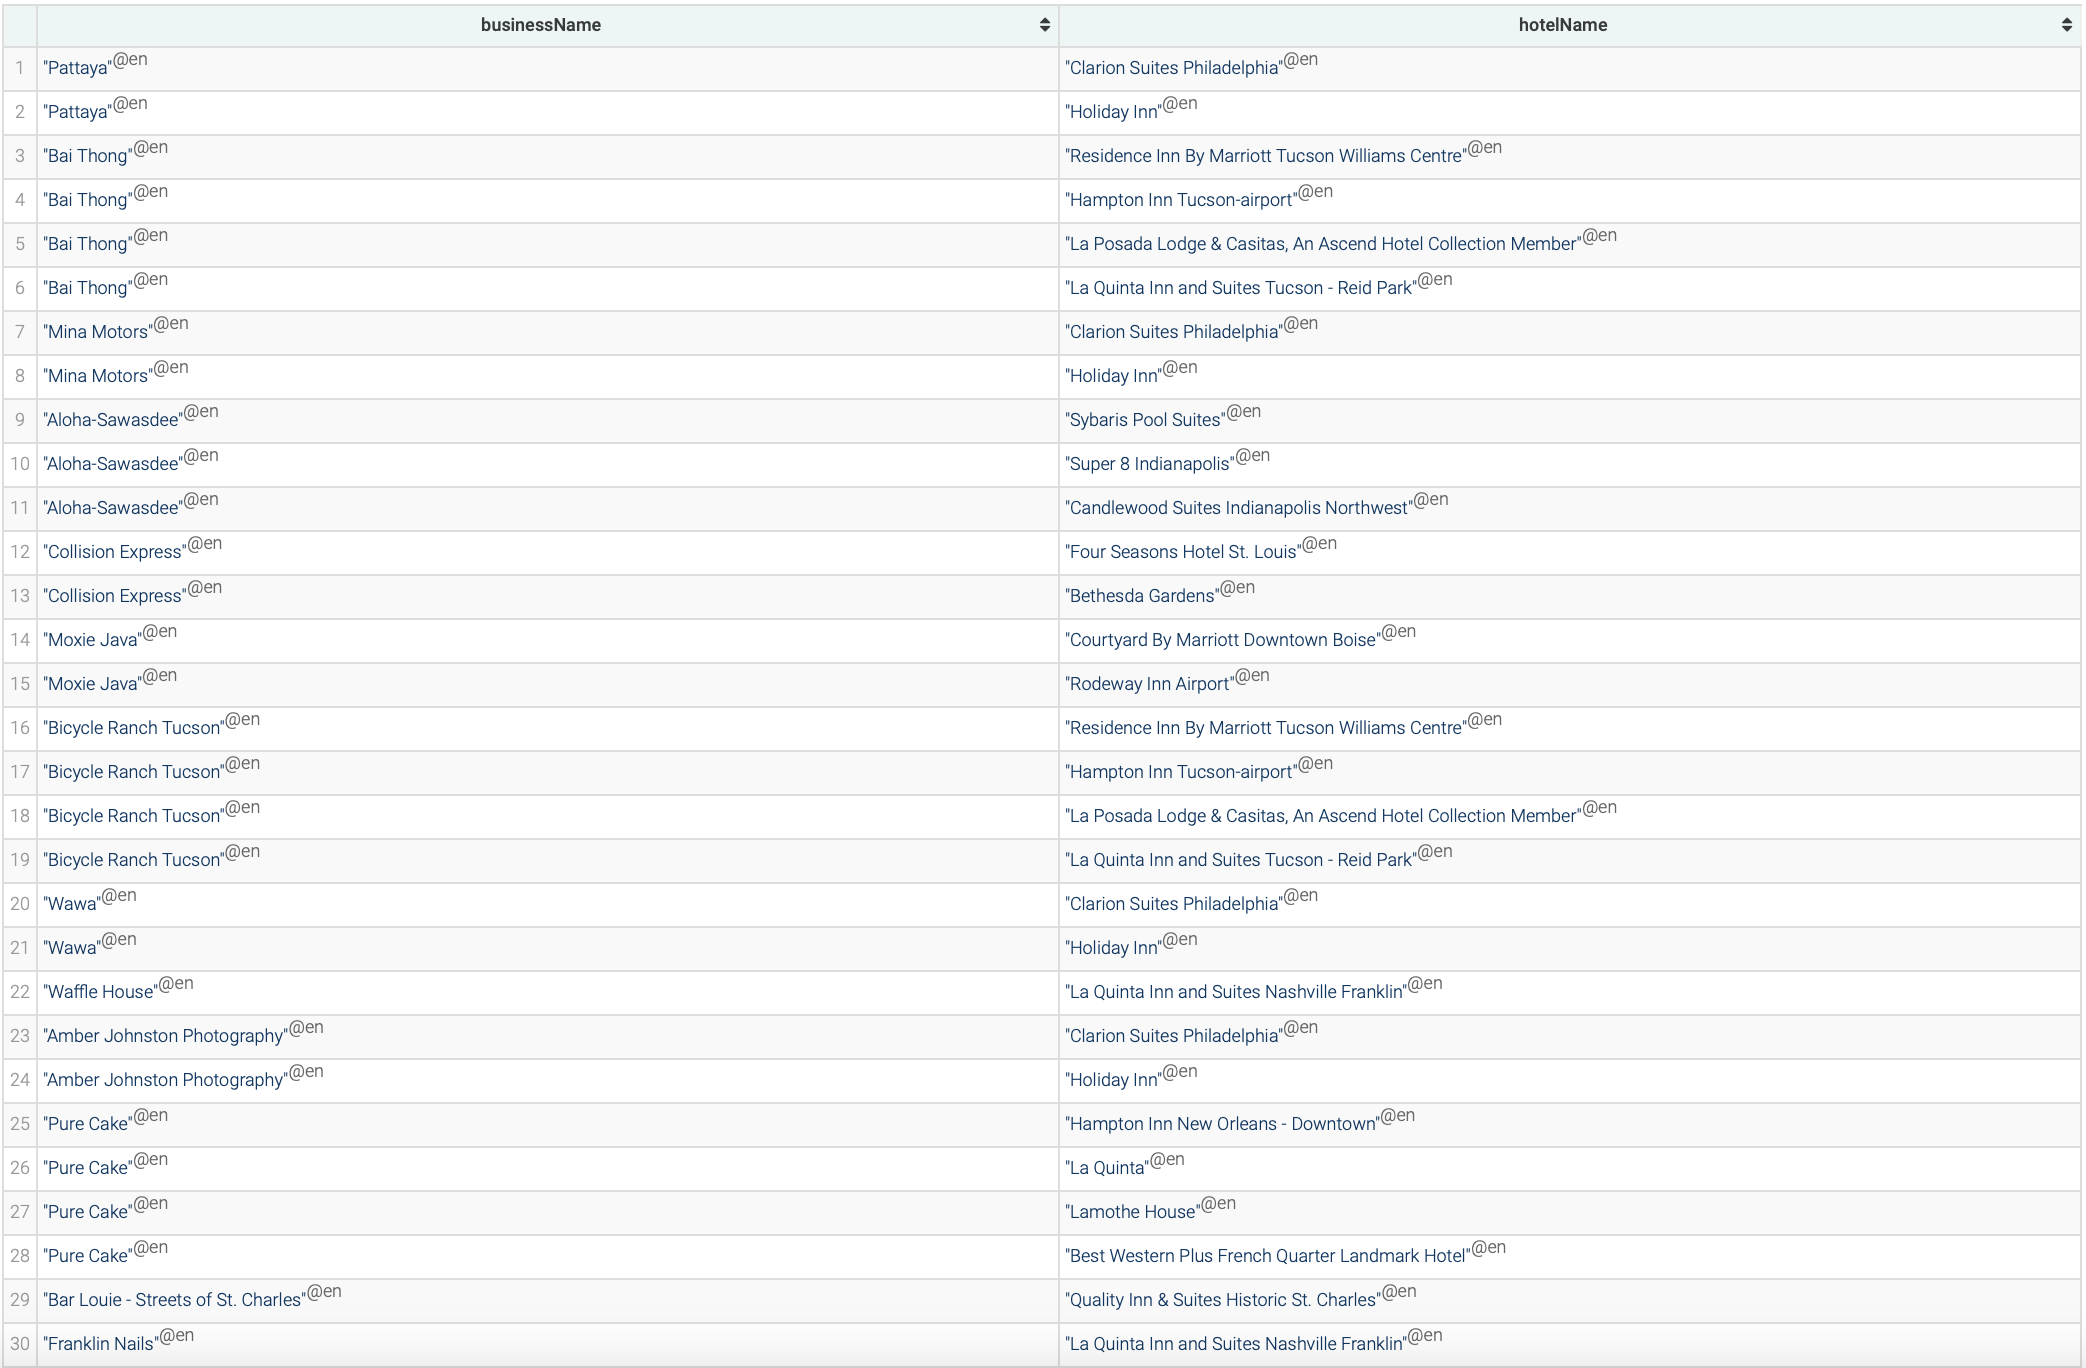 businessName hotelName
1 "Pattaya"@en "Clarion Suites Philadelphia"@en
2 "Pattaya"@en "Holiday Inn"@en
3 "Bai Thong"@en "Residence Inn By Marriott Tucson Williams Centre"@en
4 "Bai Thong"@en "Hampton Inn Tucson-airport"@en
5 "Bai Thong"@en "La Posada Lodge & Casitas, An Ascend Hotel Collection Member"@en
6 "Bai Thong"@en "La Quinta Inn and Suites Tucson - Reid Park"@en
7 "Mina Motors"@en "Clarion Suites Philadelphia"@en
8 "Mina Motors"@en "Holiday Inn"@en
9 "Aloha-Sawasdee"@en "Sybaris Pool Suites"@en
10 "Aloha-Sawasdee"@en "Super 8 Indianapolis"@en
11 "Aloha-Sawasdee"@en "Candlewood Suites Indianapolis Northwest"@en
12 "Collision Express"@en "Four Seasons Hotel St. Louis"@en
13 "Collision Express"@en "Bethesda Gardens"@en
14 "Moxie Java"@en "Courtyard By Marriott Downtown Boise"@en
15 "Moxie Java"@en "Rodeway Inn Airport"@en
16 "Bicycle Ranch Tucson"@en "Residence Inn By Marriott Tucson Williams Centre"@en
17 "Bicycle Ranch Tucson"@en "Hampton Inn Tucson-airport"@en
18 "Bicycle Ranch Tucson"@en "La Posada Lodge & Casitas, An Ascend Hotel Collection Member"@en
19 "Bicycle Ranch Tucson"@en "La Quinta Inn and Suites Tucson - Reid Park"@en
20 "Wawa"@en "Clarion Suites Philadelphia"@en
21 "Wawa"@en "Holiday Inn"@en
22 "Waffle House"@en "La Quinta Inn and Suites Nashville Franklin"@en
23 "Amber Johnston Photography"@en "Clarion Suites Philadelphia"@en
24 "Amber Johnston Photography"@en "Holiday Inn"@en
25 "Pure Cake"@en "Hampton Inn New Orleans - Downtown"@en
26 "Pure Cake"@en "La Quinta"@en
27 "Pure Cake"@en "Lamothe House"@en
28 "Pure Cake"@en "Best Western Plus French Quarter Landmark Hotel"@en
29 "Bar Louie - Streets of St. Charles"@en "Quality Inn & Suites Historic St. Charles"@en
30 "Franklin Nails"@en "La Quinta Inn and Suites Nashville Franklin"@en